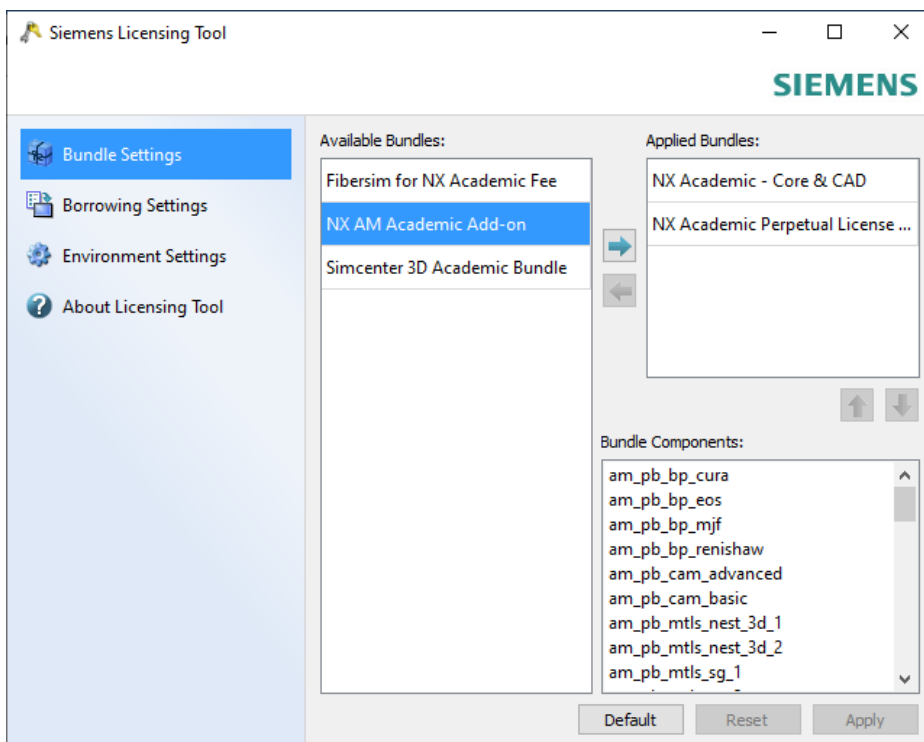 Siemens Licensing Tool
SIEMENS
Bundle Settings
Borrowing Settings
Environment Settings
About Licensing Tool
Available Bundles:
Fibersim for NX Academic Fee
NX AM Academic Add-on
Simcenter 3D Academic Bundle
Applied Bundles:
NX Academic - Core & CAD
NX Academic Perpetual License ...
Bundle Components:
am_pb_bp_cura
am_pb_bp_eos
am_pb_bp_mjf
am_pb_bp_renishaw
am_pb_cam_advanced
am_pb_cam_basic
am_pb_mtls_nest_3d_1
am_pb_mtls_nest_3d_2
am_pb_mtls_sg_1
Default
Reset
Apply